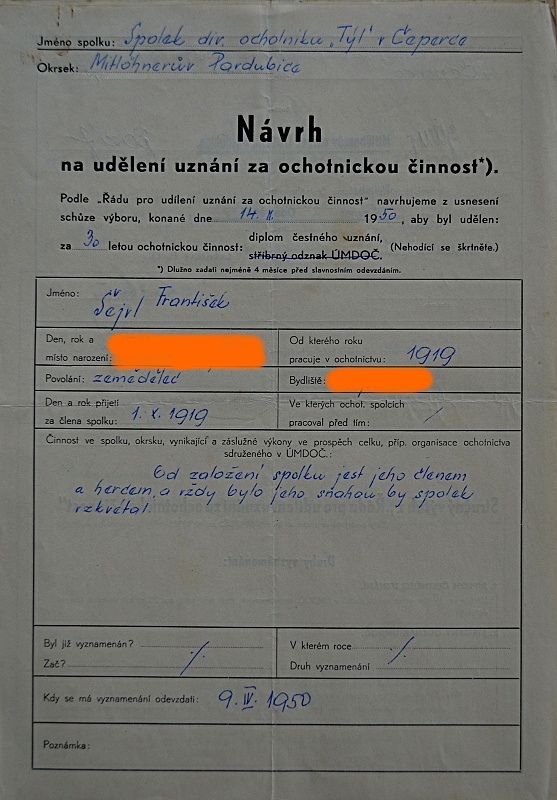 Jméno spolku: Spolek div. ochotníku „Tyl" v Čeperce
Okrsek: Mittöhnerův Pardubice
Návrh
na udělení uznání za ochotnickou činnost*).
Podle „Řádu pro udílení uznání za ochotnickou činnost" navrhujeme z usnesení
schůze výboru, konané dne 14. II. 1950, aby byl udělen:
za 30 letou ochotnickou činnost: diplom čestného uznání, stříbrný odznak ÚMDOČ. (Nehodící se škrtněte.)
*) Dlužno zadati nejméně 4 měsíce před slavnostním odevzdáním.
Jméno: Šejrl František
Den, rok a
místo narození:
Od kterého roku
pracuje v ochotnictvu: 1919
Povolání: zemědělec
Bydliště:
Den a rok přijetí
za člena spolku: 1. X. 1919
Ve kterých ochot. spolcích
pracoval před tím: /
Činnost ve spolku, okrsku, vynikající a záslužné výkony ve prospěch celku, příp. organisace ochotnictva
sdruženého v ÚMDOČ.:
Od založení spolku jest jeho členem
a hercem, a vždy bylo jeho snahou by spolek
vzkvétal.
Byl již vyznamenán?
Zač? ·/.
V kterém roce ·/.
Druh vyznamenání
Kdy se má vyznamenání odevzdati: 9. IV. 1950
Poznámka: